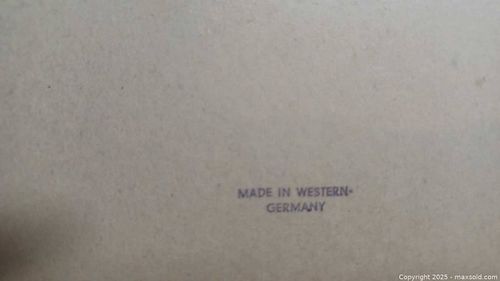 MADE IN WESTERN-
GERMANY
Copyright 2025 - maxsold.com